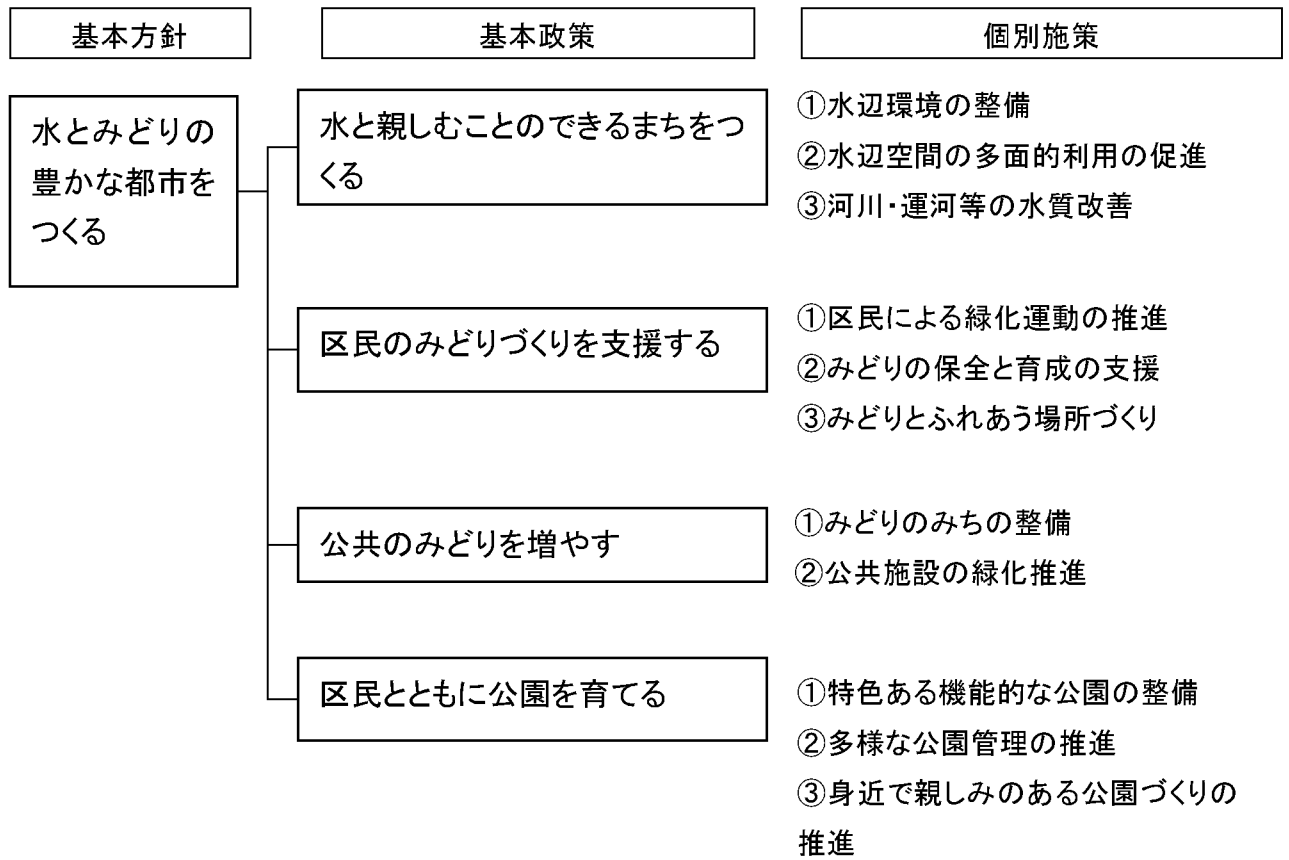 基本方針
基本政策
個別施策
水とみどりの
豊かな都市を
つくる
水と親しむことのできるまちをつ
くる
①水辺環境の整備
②水辺空間の多面的利用の促進
③河川・運河等の水質改善
区民のみどりづくりを支援する
①区民による緑化運動の推進
②みどりの保全と育成の支援
③みどりとふれあう場所づくり
公共のみどりを増やす
①みどりのみちの整備
②公共施設の緑化推進
区民とともに公園を育てる
①特色ある機能的な公園の整備
②多様な公園管理の推進
③身近で親しみのある公園づくりの
推進